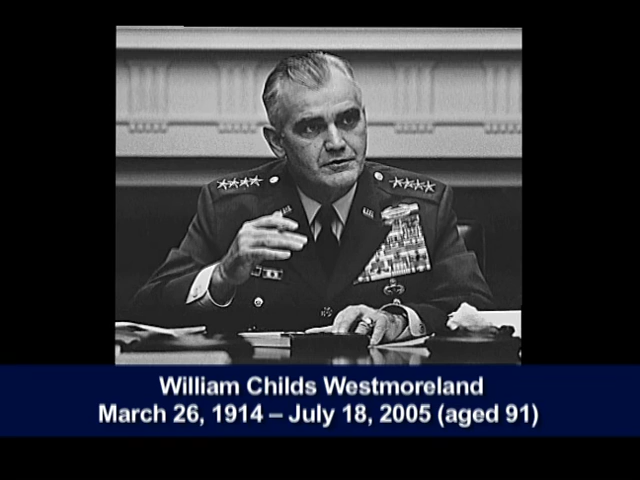 William Childs Westmoreland
March 26, 1914 – July 18, 2005 (aged 91)